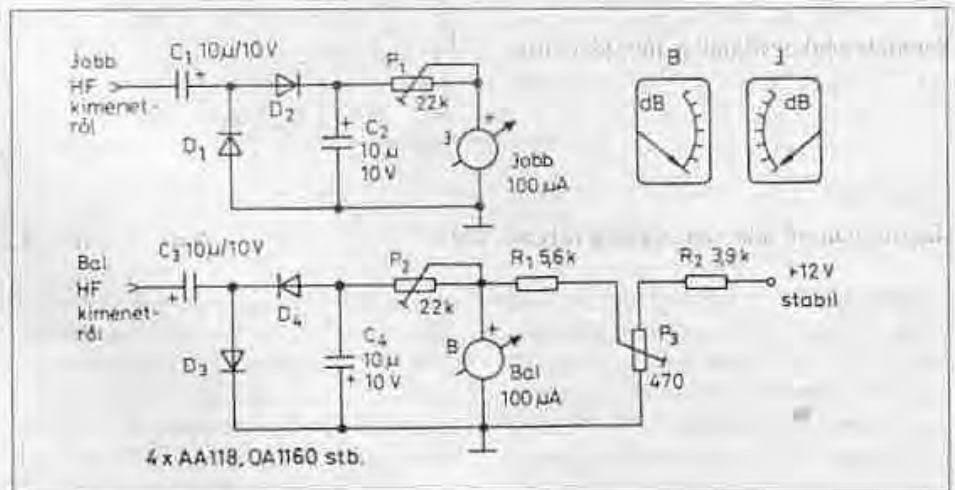 C₁ 10μ/10V
Jobb
HF
kimenet-
ről
D₁
D₂
P₁
22k
C₂
10μ
10V
+
+
+
J
Jobb
100μA
B
dB
J
dB
C₃ 10μ/10V
Bal
HF
kimenet-
ről
+
D₃
D₄
P₂
22k
C₄
10μ
10V
+
+
B
Bal
100μA
R₁ 5,6k
R₂ 3,9k
+12V
stabil
P₃
470
4x AA118, OA1160 stb.